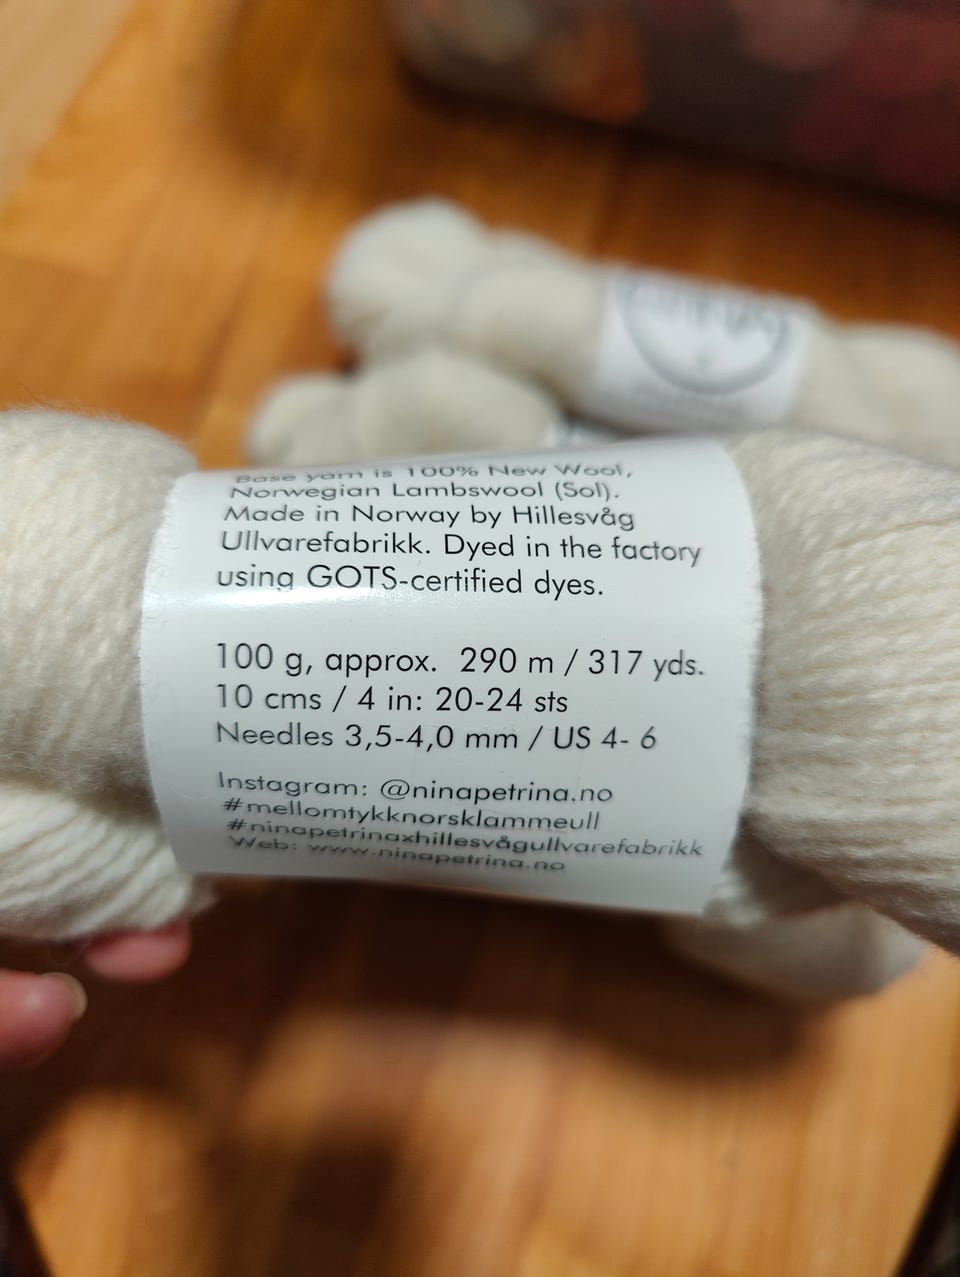 Base yarn is 100% New Wool,
Norwegian Lambswool (Sol).
Made in Norway by Hillesvåg
Ullvarefabrikk. Dyed in the factory
using GOTS-certified dyes.
100 g, approx. 290 m / 317 yds.
10 cms / 4 in: 20-24 sts
Needles 3,5-4,0 mm / US 4- 6
Instagram: @ninapetrina.no
#mellomtykknorsklammeull
#ninapetrinaxhillesvågullvarefabrikk
Web: www.ninapetrina.no